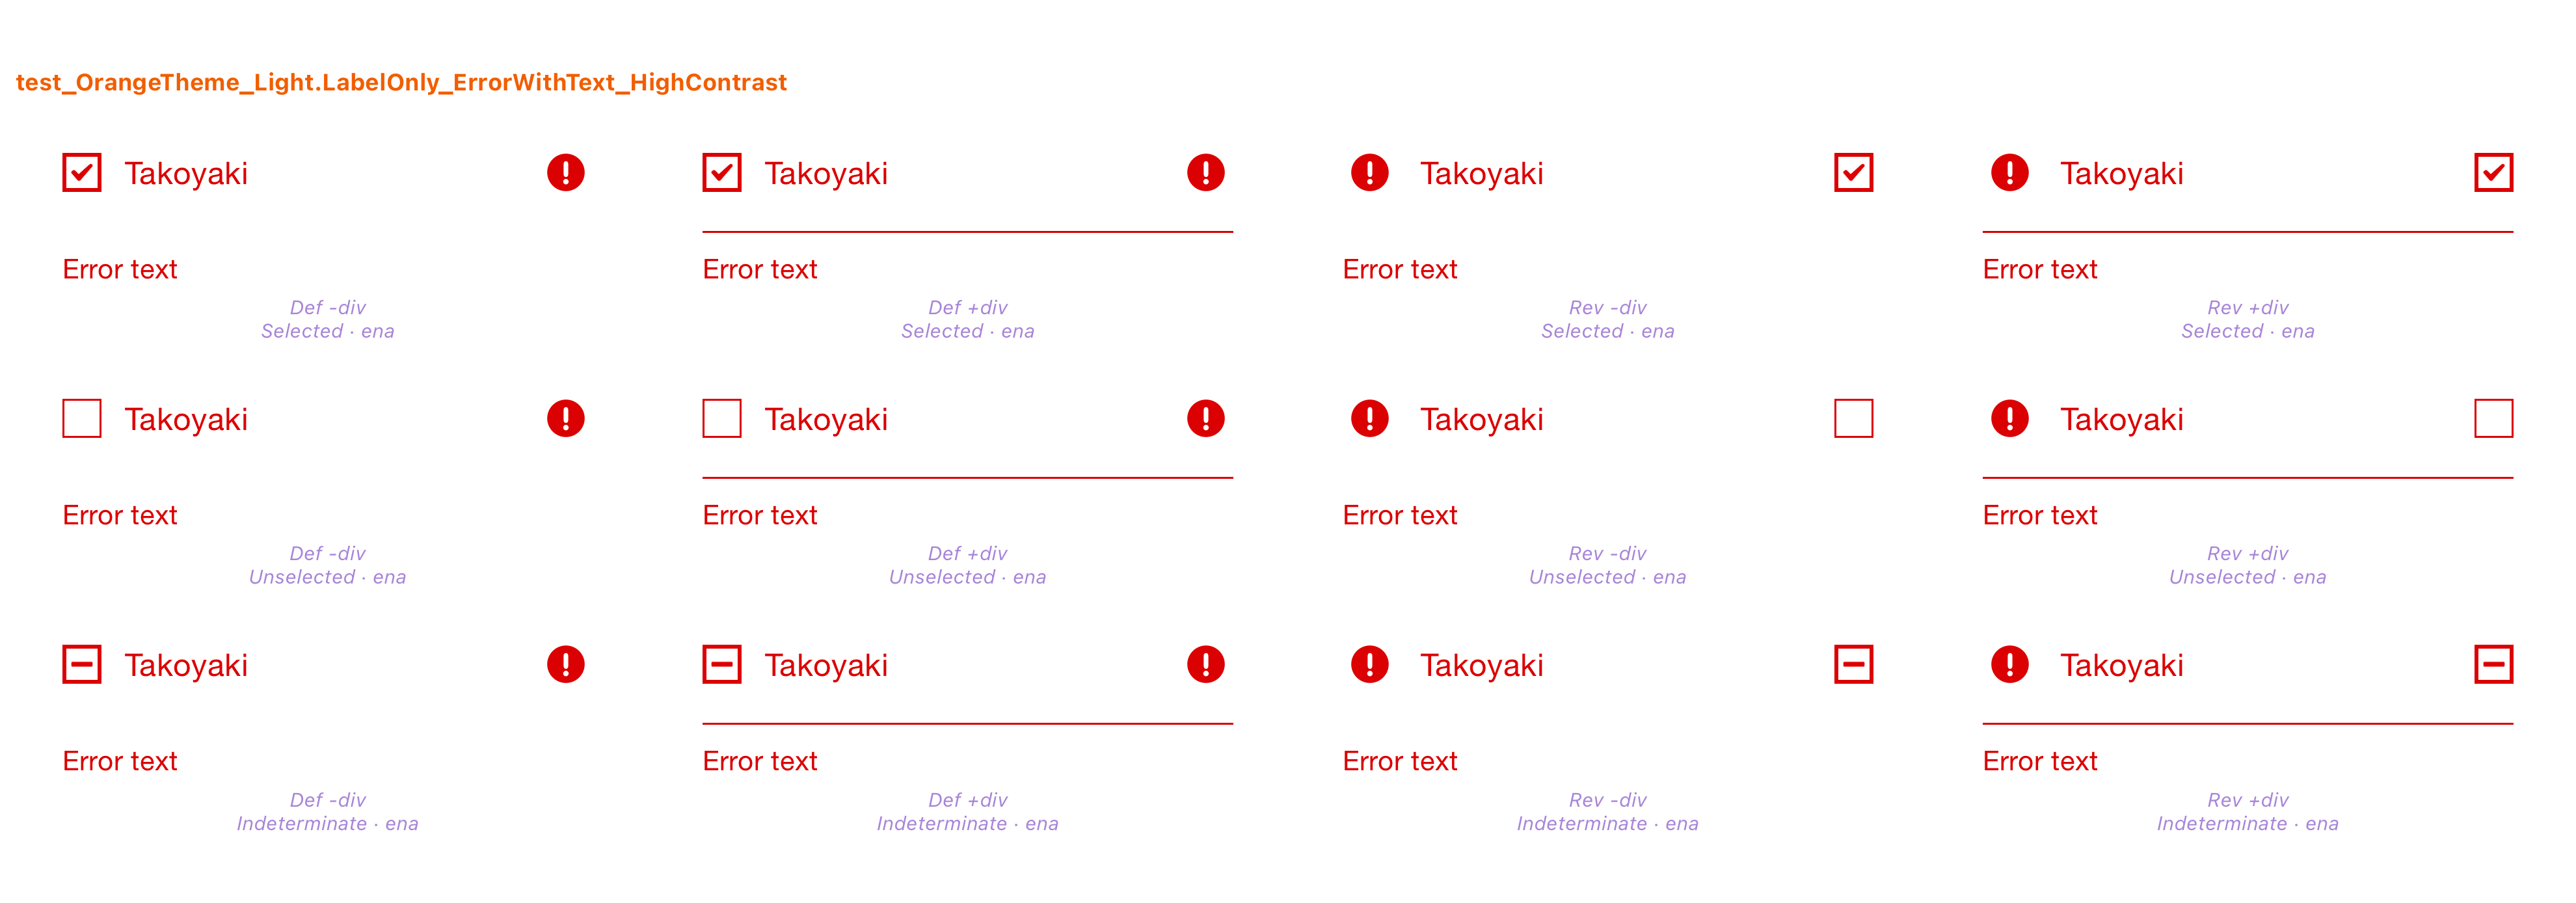 test_OrangeTheme_Light.LabelOnly_ErrorWithText_HighContrast
Takoyaki
Takoyaki
Takoyaki
Takoyaki
Error text
Error text
Error text
Error text
Def -div
Def +div
Rev -div
Rev +div
Selected · ena
Selected · ena
Selected · ena
Selected · ena
Takoyaki
Takoyaki
Takoyaki
Takoyaki
Error text
Error text
Error text
Error text
Def -div
Def +div
Rev -div
Rev +div
Unselected · ena
Unselected · ena
Unselected · ena
Unselected · ena
Takoyaki
Takoyaki
Takoyaki
Takoyaki
Error text
Error text
Error text
Error text
Def -div
Def +div
Rev -div
Rev +div
Indeterminate · ena
Indeterminate · ena
Indeterminate · ena
Indeterminate · ena